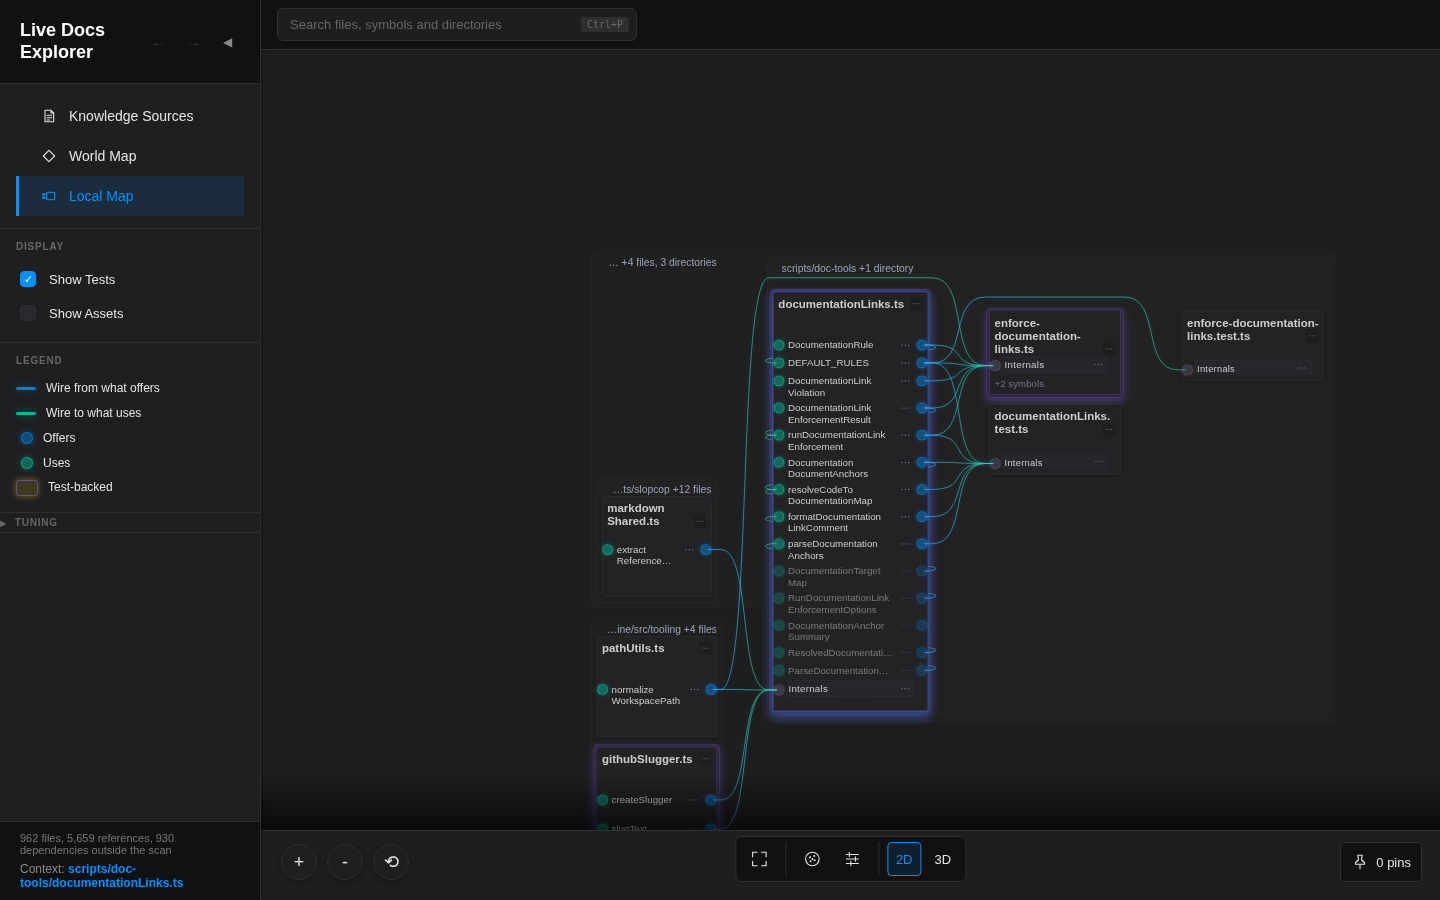 Live Docs
Explorer
← → ◀
Search files, symbols and directories
Ctrl+P
Knowledge Sources
World Map
Local Map
DISPLAY
✓ Show Tests
Show Assets
LEGEND
Wire from what offers
Wire to what uses
Offers
Uses
Test-backed
▶ TUNING
962 files, 5,659 references, 930
dependencies outside the scan
Context: scripts/doc-
tools/documentationLinks.ts
… +4 files, 3 directories
scripts/doc-tools +1 directory
documentationLinks.ts ···
DocumentationRule ···
DEFAULT_RULES ···
DocumentationLink ···
Violation
DocumentationLink ···
EnforcementResult
runDocumentationLink ···
Enforcement
Documentation ···
DocumentAnchors
resolveCodeTo ···
DocumentationMap
formatDocumentation ···
LinkComment
parseDocumentation ···
Anchors
DocumentationTarget ···
Map
RunDocumentationLink ···
EnforcementOptions
DocumentationAnchor ···
Summary
ResolvedDocumentati… ···
ParseDocumentation… ···
Internals ···
enforce-
documentation-
links.ts ···
Internals ···
+2 symbols
enforce-documentation-
links.test.ts ···
Internals ···
documentationLinks.
test.ts ···
Internals ···
…ts/slopcop +12 files
markdown
Shared.ts ···
extract ···
Reference…
…ine/src/tooling +4 files
pathUtils.ts ···
normalize ···
WorkspacePath
githubSlugger.ts ···
createSlugger ···
slugText ···
+ - ⟲
2D 3D
0 pins